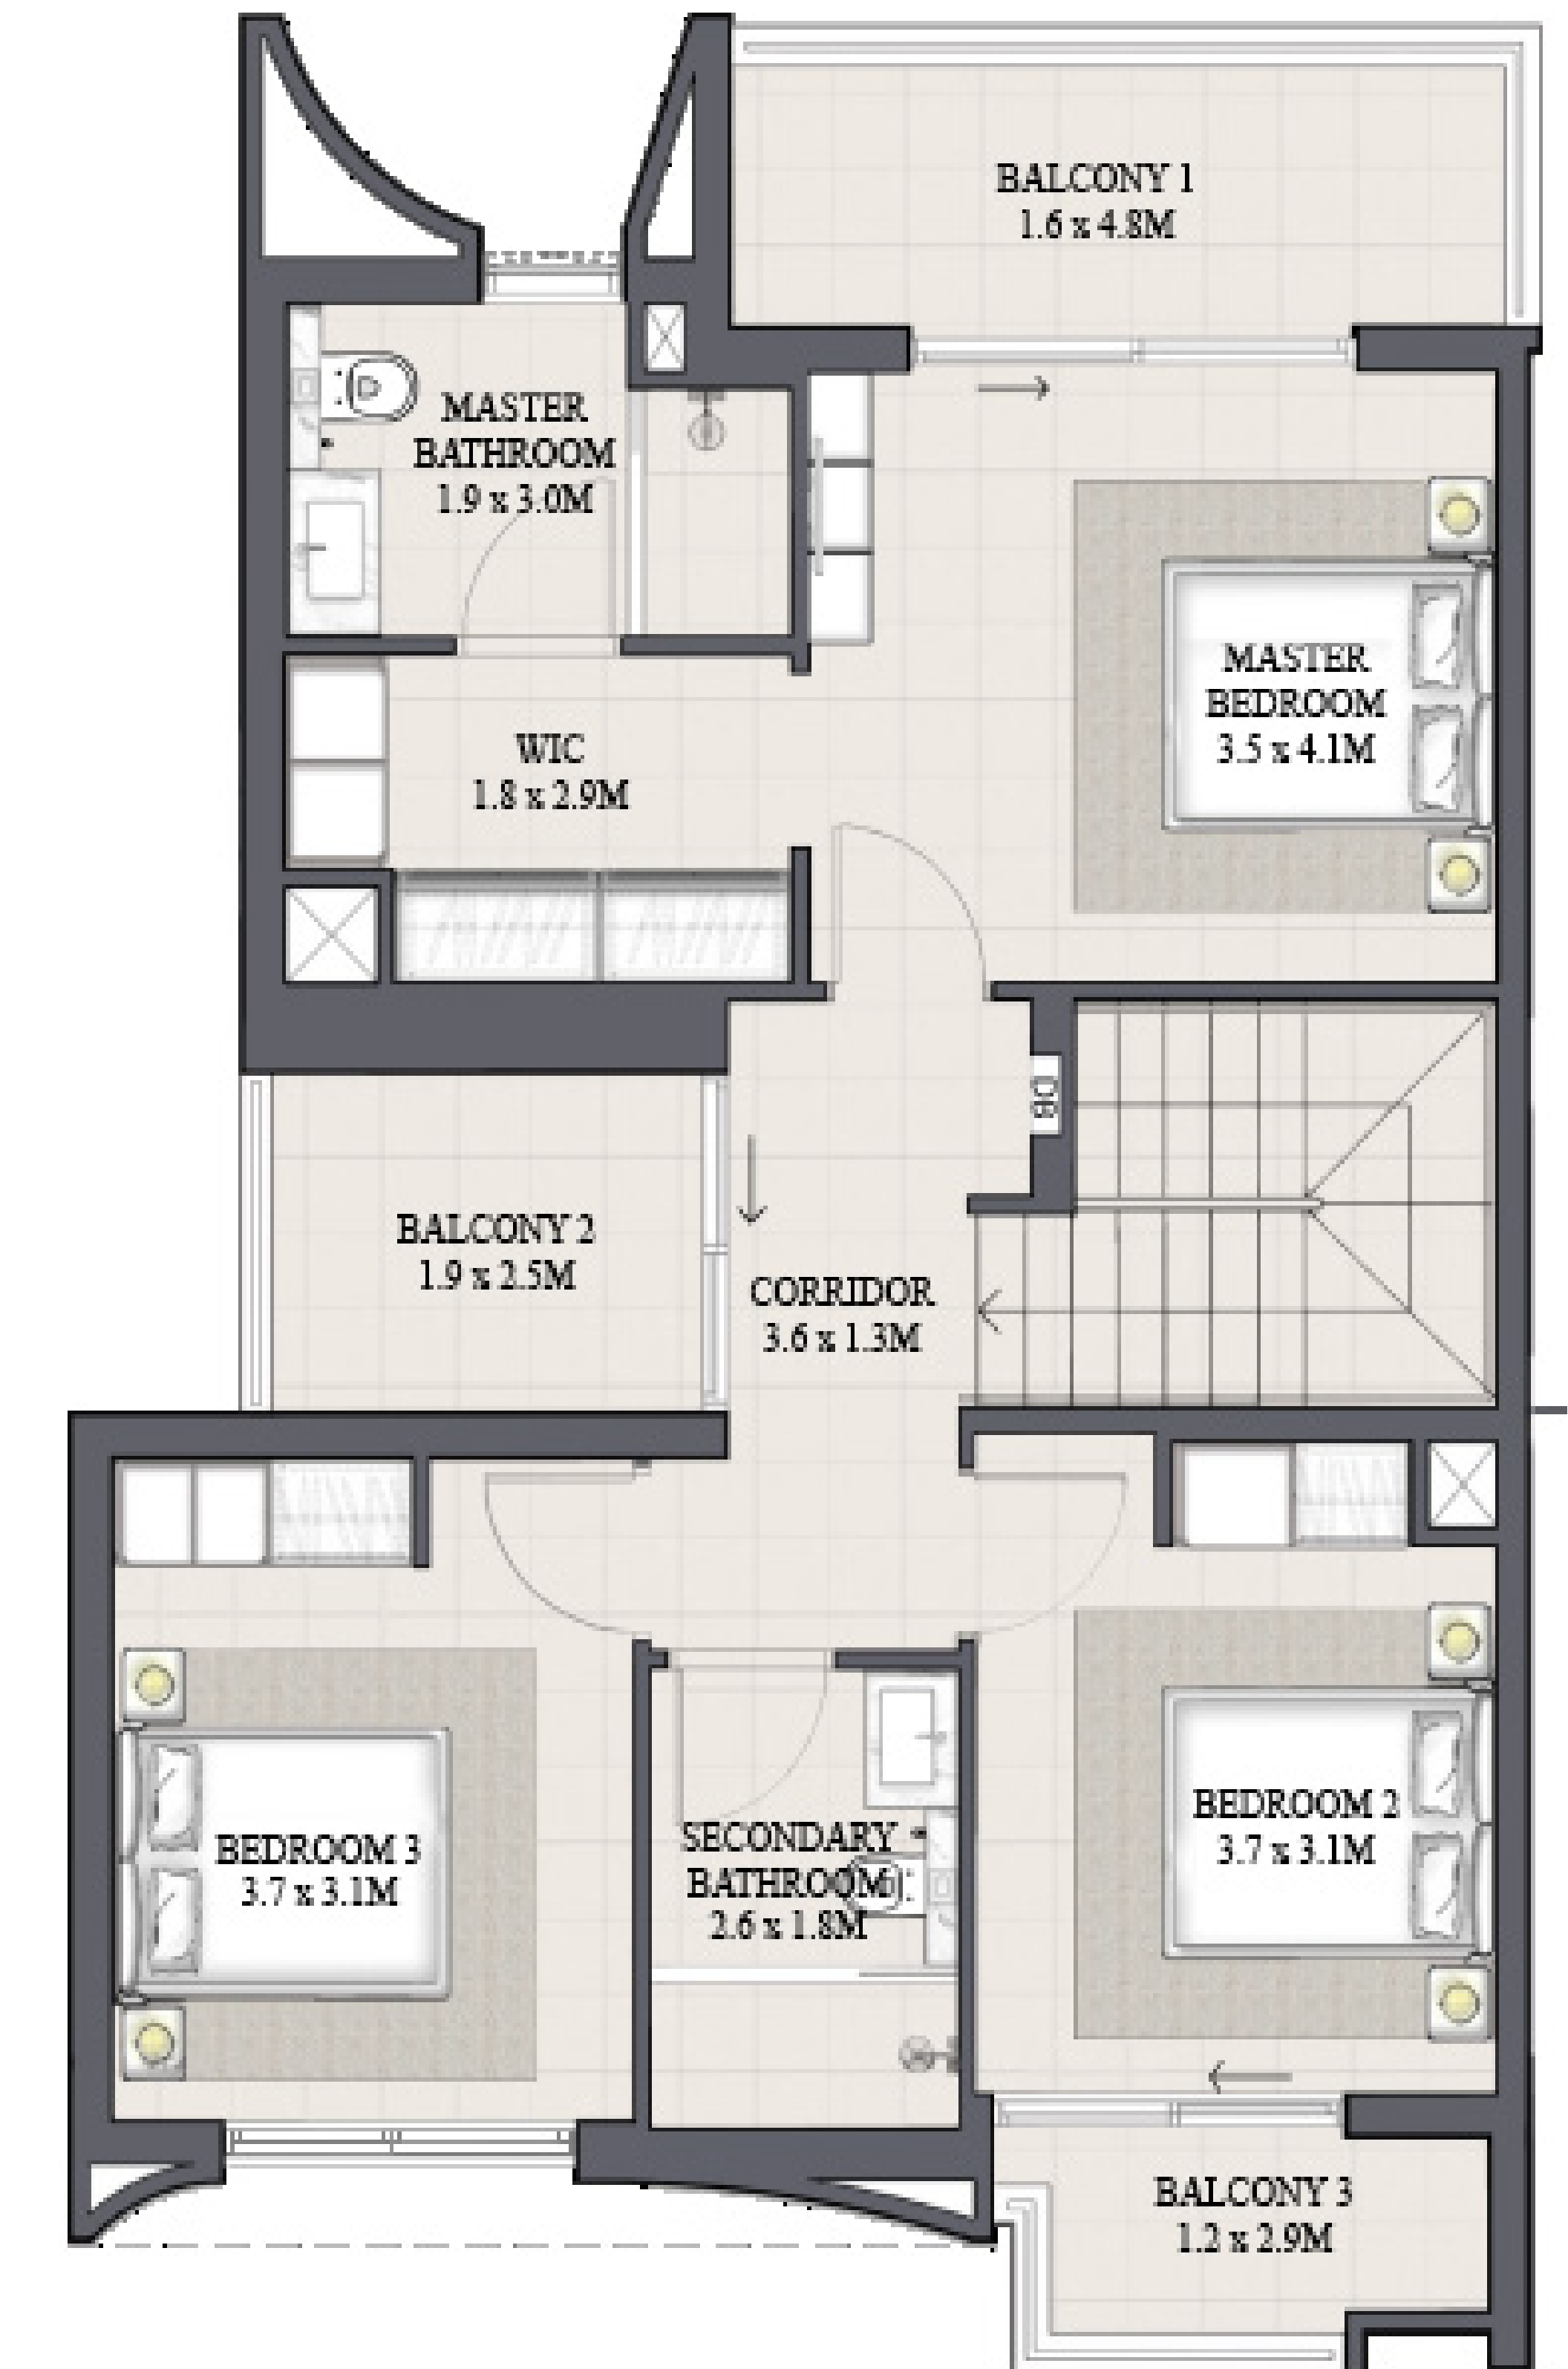 BALCONY 1
1.6 x 4.8M
MASTER
BATHROOM
1.9 x 3.0M
MASTER
BEDROOM
3.5 x 4.1M
WIC
1.8 x 2.9M
DB
BALCONY 2
1.9 x 2.5M
CORRIDOR
3.6 x 1.3M
BEDROOM 3
3.7 x 3.1M
SECONDARY
BATHROOM
2.6 x 1.8M
BEDROOM 2
3.7 x 3.1M
BALCONY 3
1.2 x 2.9M